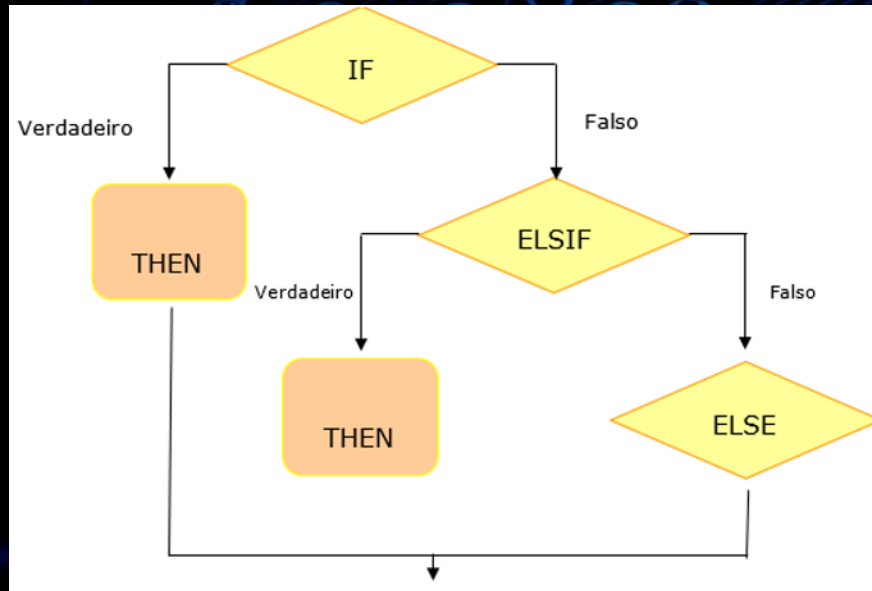 IF
Verdadeiro
Falso
THEN
ELSIF
Verdadeiro
Falso
THEN
ELSE